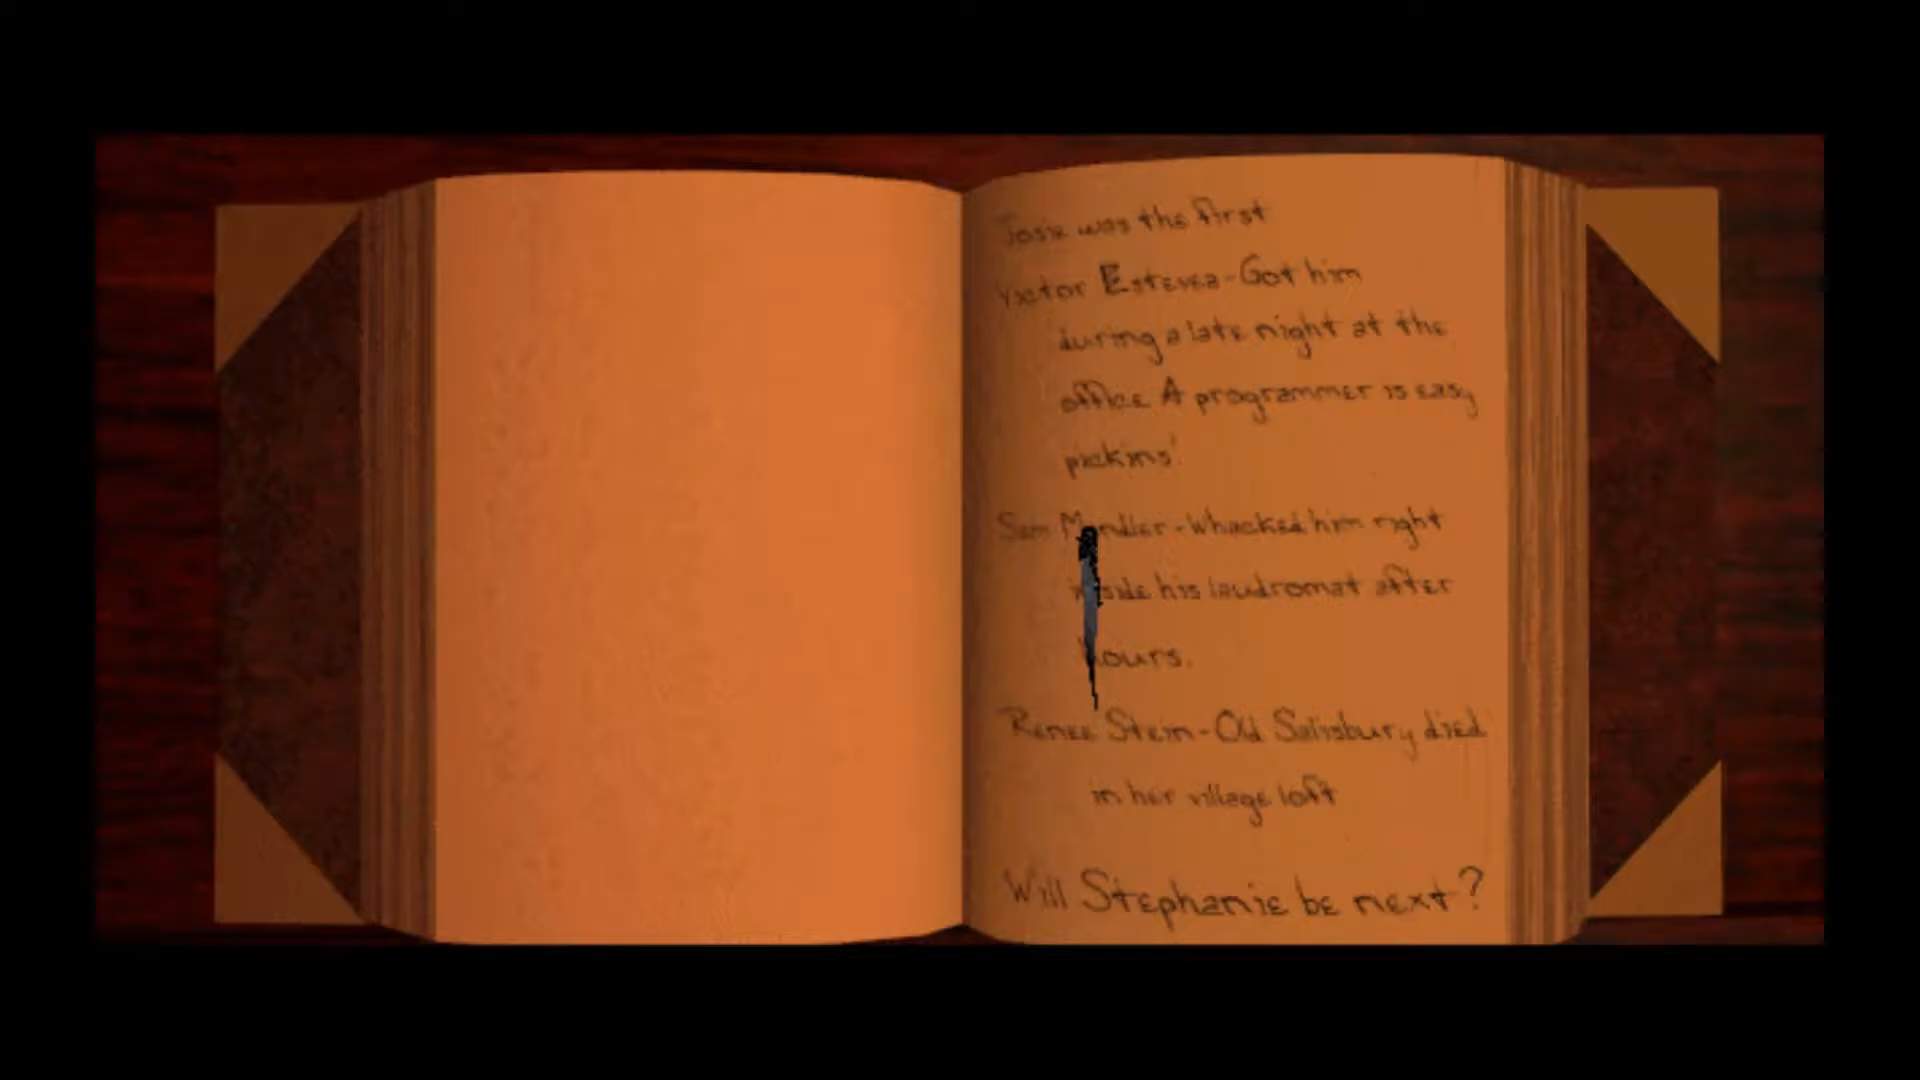 Josie was the first
Victor Estevez-Got him
during a late night at the
office A programmer is easy
pickins'
Sam Mandler-Whacked him right
inside his laudromat after
hours.
Renee Stein-Old Salisbury died
in her village loft
Will Stephanie be next?